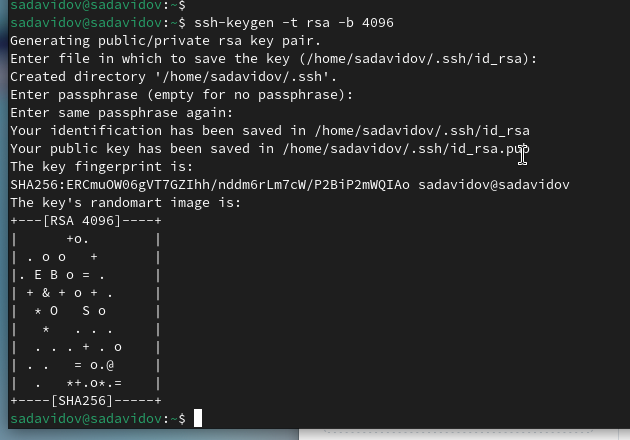 sadavidov@sadavidov:~$
sadavidov@sadavidov:~$ ssh-keygen -t rsa -b 4096
Generating public/private rsa key pair.
Enter file in which to save the key (/home/sadavidov/.ssh/id_rsa):
Created directory '/home/sadavidov/.ssh'.
Enter passphrase (empty for no passphrase):
Enter same passphrase again:
Your identification has been saved in /home/sadavidov/.ssh/id_rsa
Your public key has been saved in /home/sadavidov/.ssh/id_rsa.pub
The key fingerprint is:
SHA256:ERCmuOW06gVT7GZIhh/nddm6rLm7cW/P2BiP2mWQIAo sadavidov@sadavidov
The key's randomart image is:
+---[RSA 4096]----+
|      +o.        |
| . o o   +       |
|. E B o = .      |
| + & + o + .     |
|  * O   S o      |
|   *   . . .     |
|  . . . + . o    |
| . .   = o.@     |
|  .   *+.o*.=    |
+----[SHA256]-----+
sadavidov@sadavidov:~$